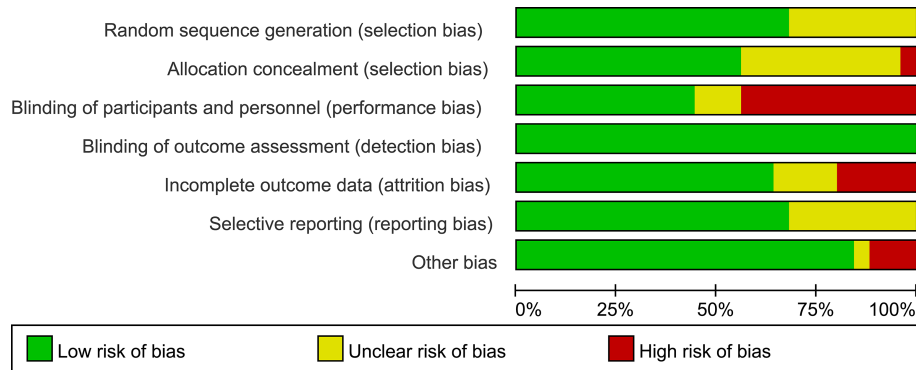 Random sequence generation (selection bias)
Allocation concealment (selection bias)
Blinding of participants and personnel (performance bias)
Blinding of outcome assessment (detection bias)
Incomplete outcome data (attrition bias)
Selective reporting (reporting bias)
Other bias
0% 25% 50% 75% 100%
Low risk of bias Unclear risk of bias High risk of bias